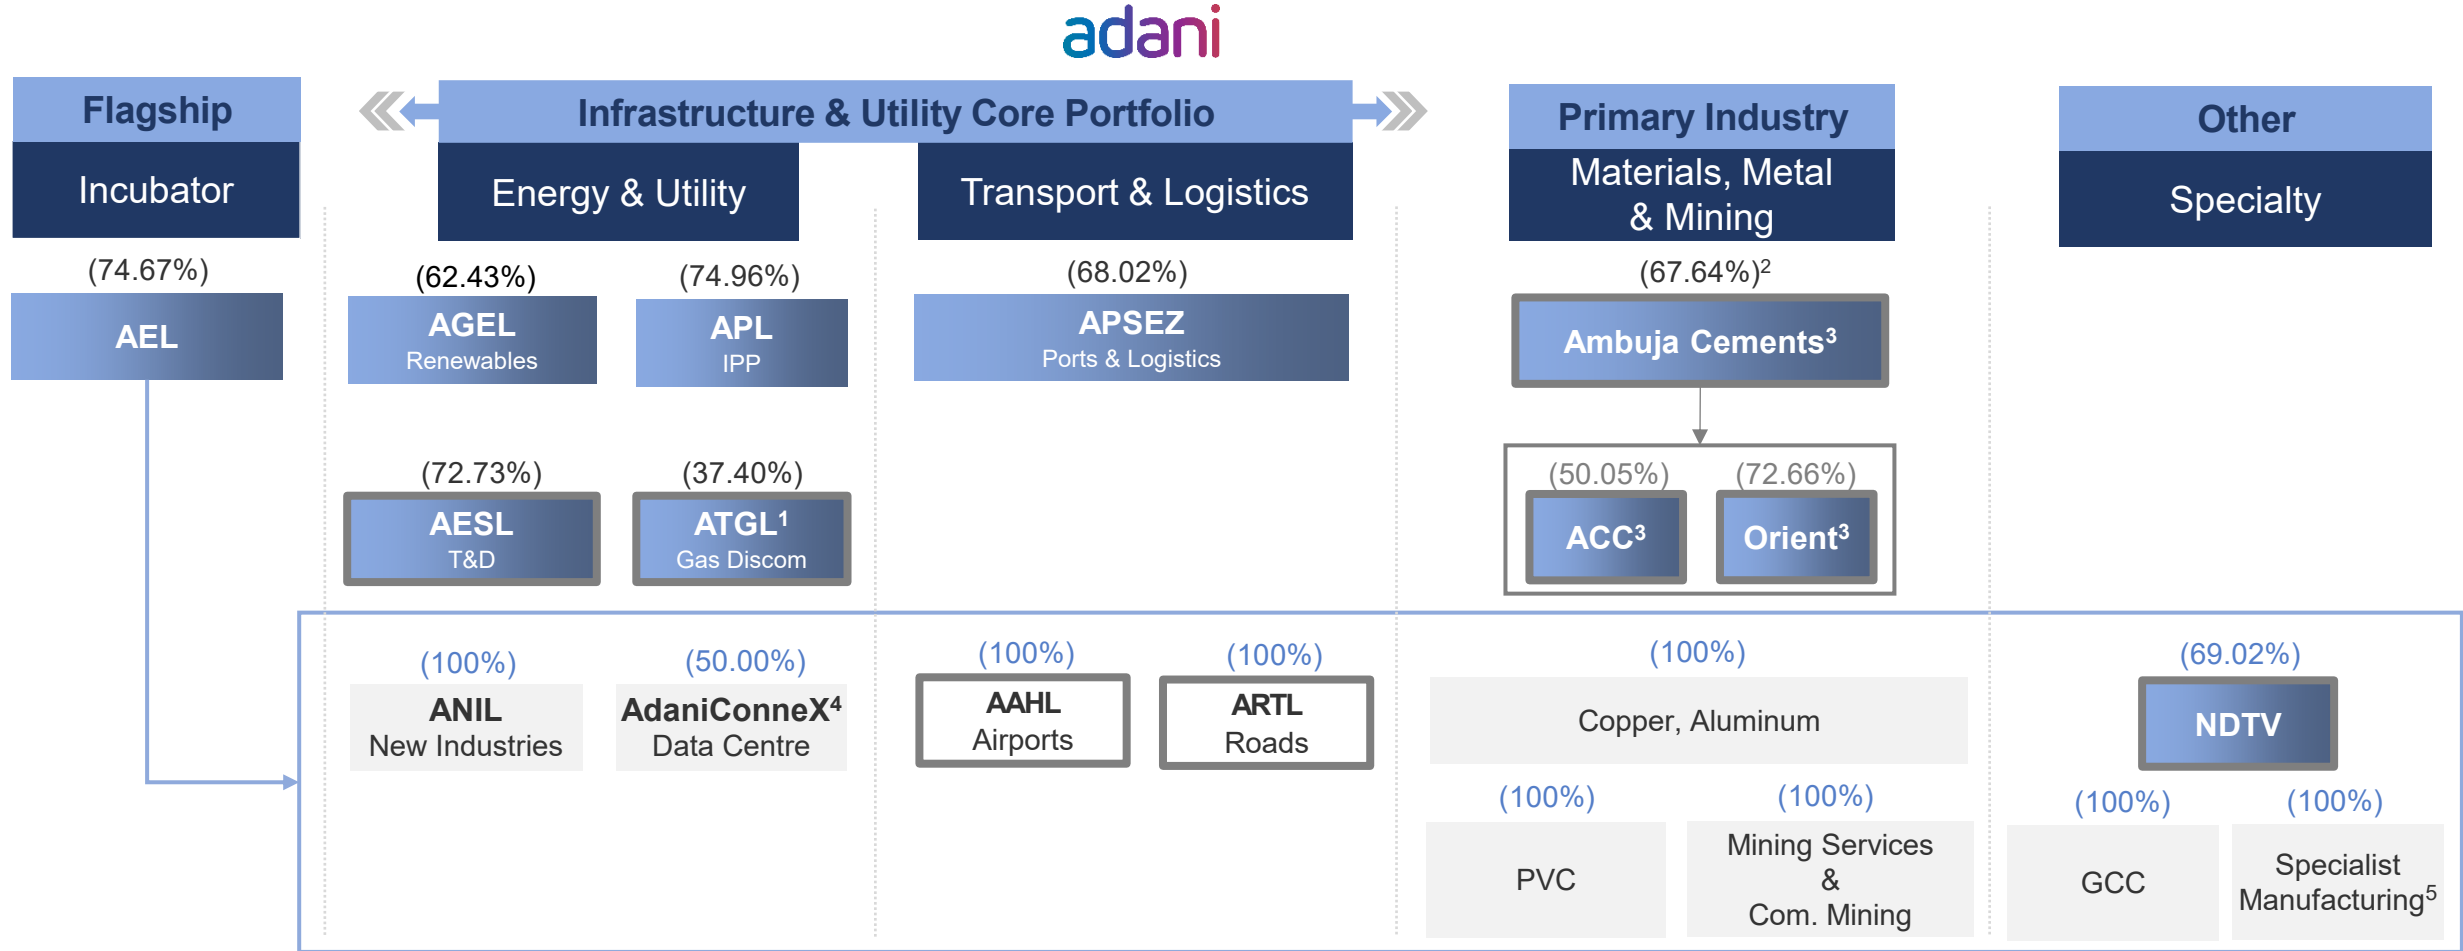 adani
Flagship
Incubator
(74.67%)
AEL
Infrastructure & Utility Core Portfolio
Energy & Utility
(62.43%)
AGEL
Renewables
(74.96%)
APL
IPP
(72.73%)
AESL
T&D
(37.40%)
ATGL¹
Gas Discom
Transport & Logistics
(68.02%)
APSEZ
Ports & Logistics
Primary Industry
Materials, Metal
& Mining
(67.64%)²
Ambuja Cements³
(50.05%)
ACC³
(72.66%)
Orient³
Other
Specialty
(100%)
ANIL
New Industries
(50.00%)
AdaniConneX⁴
Data Centre
(100%)
AAHL
Airports
(100%)
ARTL
Roads
(100%)
Copper, Aluminum
(100%)
PVC
(100%)
Mining Services
&
Com. Mining
(69.02%)
NDTV
(100%)
GCC
(100%)
Specialist
Manufacturing⁵